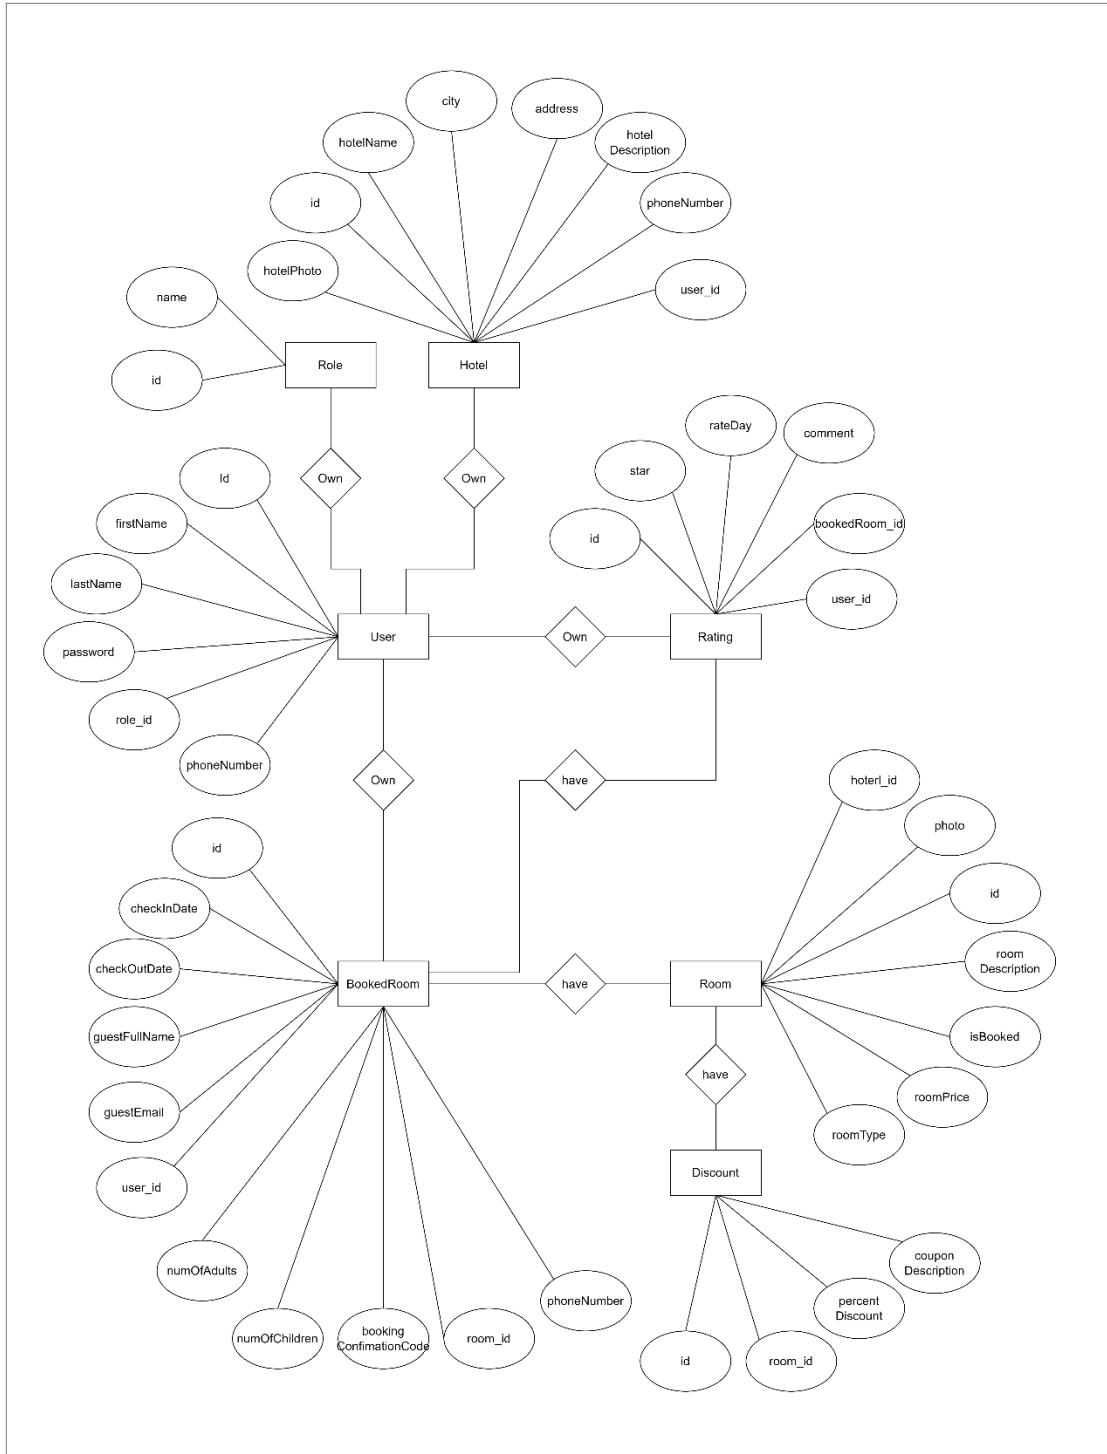 city
address
hotelName
hotel
Description
id
phoneNumber
hotelPhoto
user_id
name
id
Role
Hotel
rateDay
comment
star
Own
Own
Id
firstName
bookedRoom_id
id
lastName
user_id
User
Own
Rating
password
role_id
phoneNumber
Own
have
hoterl_id
photo
id
id
checkInDate
room
Description
checkOutDate
BookedRoom
have
Room
guestFullName
isBooked
have
roomPrice
guestEmail
roomType
Discount
user_id
coupon
Description
numOfAdults
phoneNumber
percent
Discount
numOfChildren
booking
ConfimationCode
room_id
id
room_id